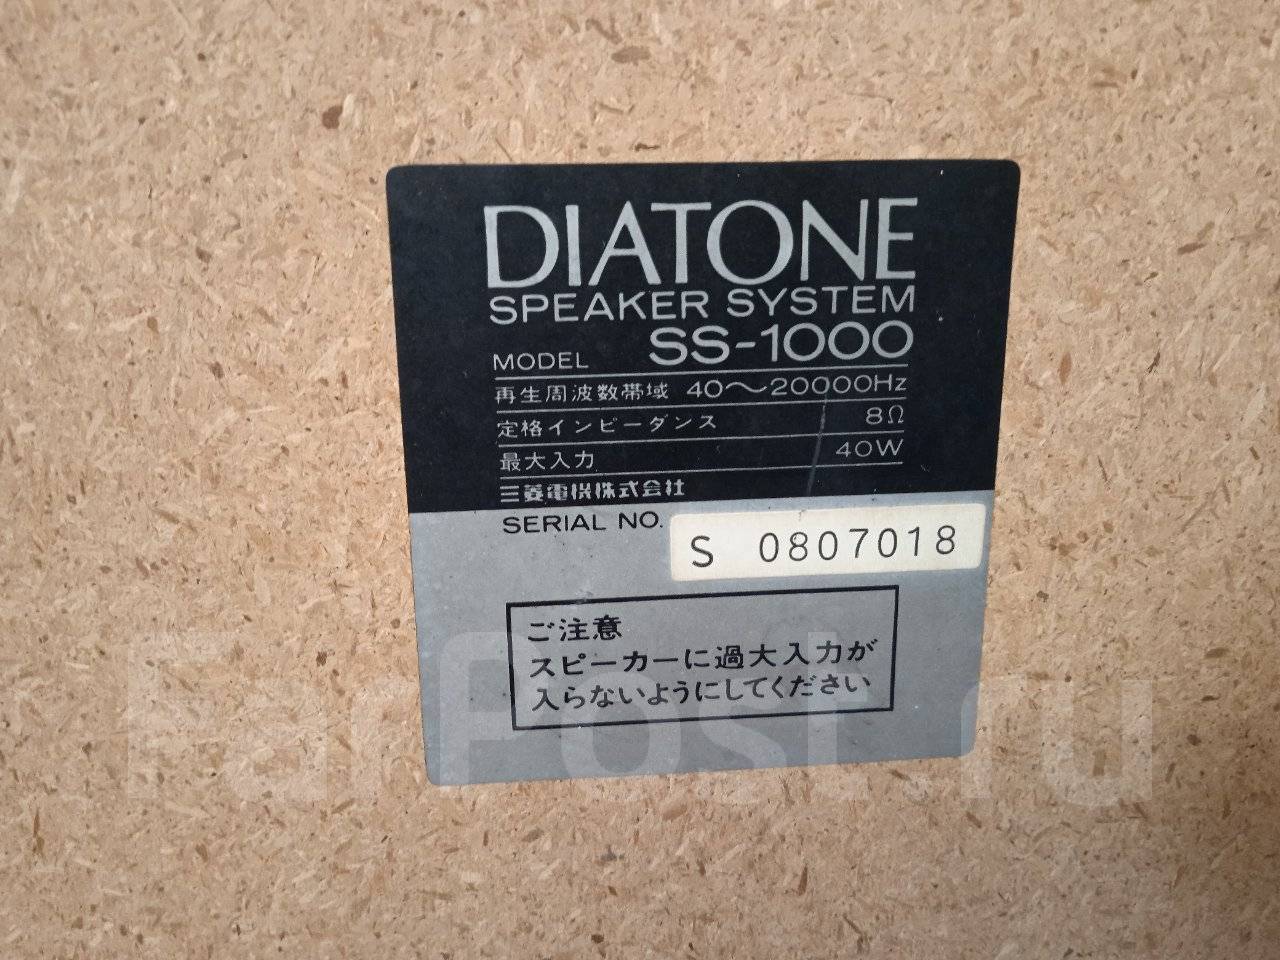 DIATONE
SPEAKER SYSTEM
MODEL SS-1000
再生周波数帯域 40〜20000Hz
定格インピーダンス 8Ω
最大入力 40W
三菱電機株式会社
SERIAL NO. S 0807018
ご注意
スピーカーに過大入力が
入らないようにしてください
FarPost.ru